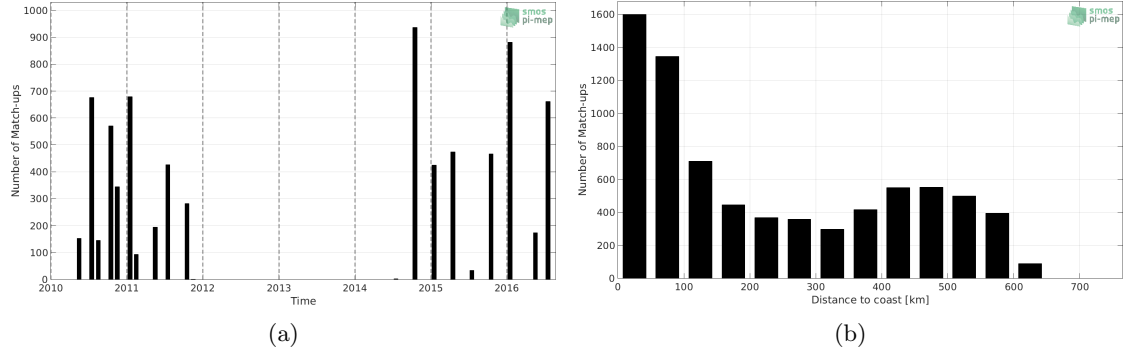 1000
900
800
700
600
500
400
300
200
100
0
2010 2011 2012 2013 2014 2015 2016
Time
Number of Match-ups
smos
pi-mep
(a)
1600
1400
1200
1000
800
600
400
200
0
0 100 200 300 400 500 600 700
Distance to coast [km]
Number of Match-ups
smos
pi-mep
(b)